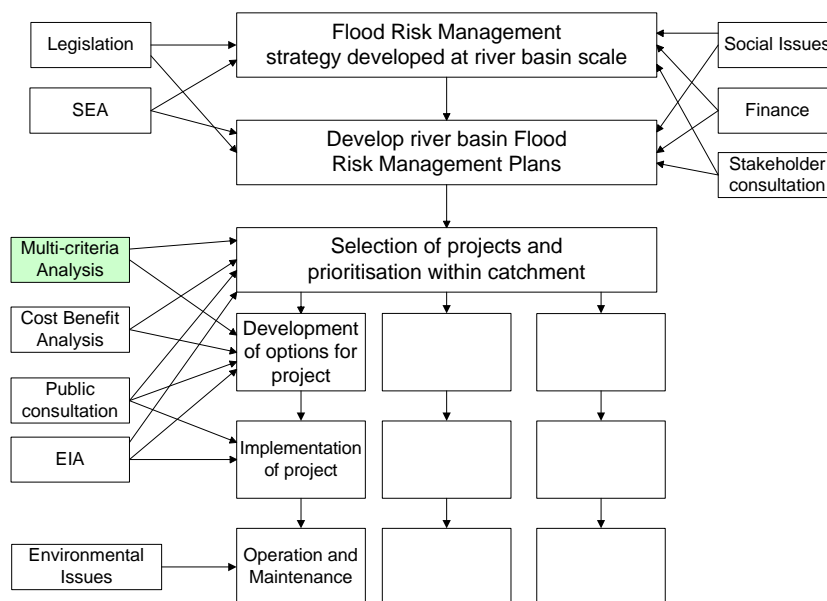 Legislation
Flood Risk Management
strategy developed at river basin scale
Social Issues
SEA
Finance
Develop river basin Flood
Risk Management Plans
Stakeholder
consultation
Multi-criteria
Analysis
Selection of projects and
prioritisation within catchment
Cost Benefit
Analysis
Development
of options for
project
Public
consultation
EIA
Implementation
of project
Environmental
Issues
Operation and
Maintenance